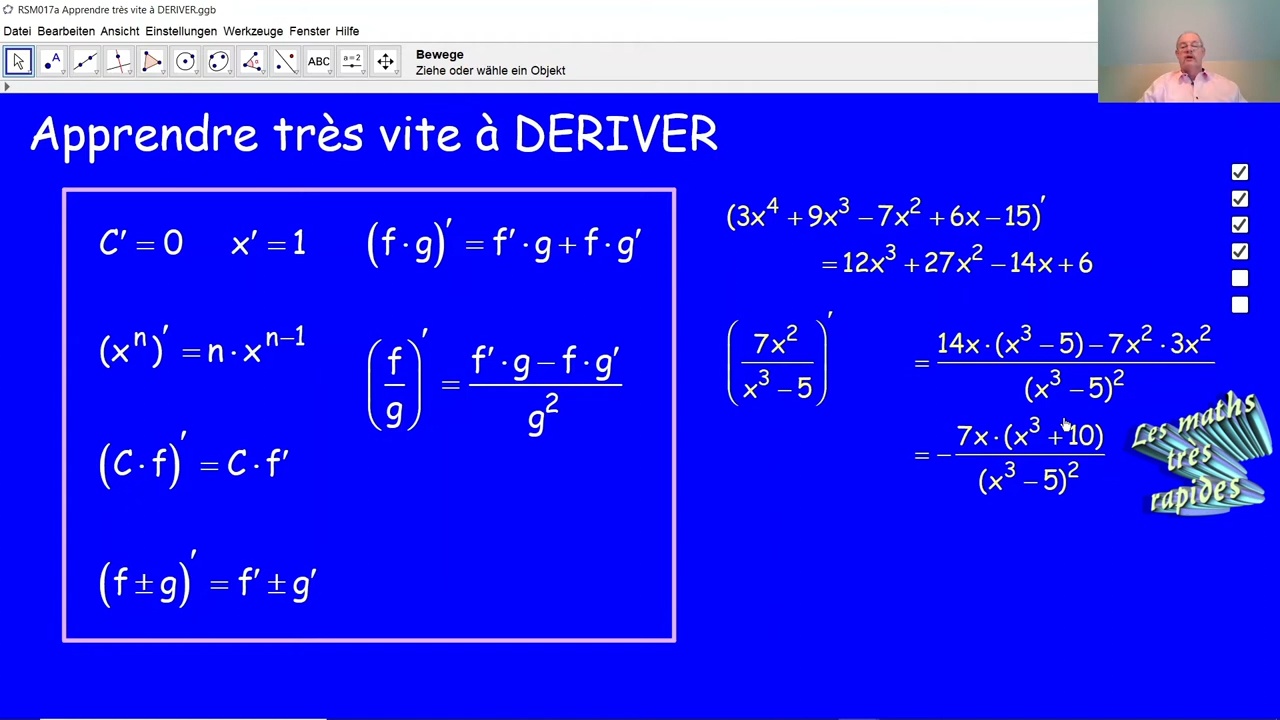 RSM017a Apprendre très vite à DERIVER.ggb
Datei Bearbeiten Ansicht Einstellungen Werkzeuge Fenster Hilfe
A ABC a=2
Bewege
Ziehe oder wähle ein Objekt
Apprendre très vite à DERIVER
C′ = 0 x′ = 1 (f · g)′ = f′ · g + f · g′
(xⁿ)′ = n · xⁿ⁻¹
(f/g)′ = (f′ · g − f · g′)/g²
(C · f)′ = C · f′
(f ± g)′ = f′ ± g′
(3x⁴ + 9x³ − 7x² + 6x − 15)′
= 12x³ + 27x² − 14x + 6
(7x²/(x³ − 5))′ = (14x · (x³ − 5) − 7x² · 3x²)/(x³ − 5)²
= − 7x · (x³ + 10)/(x³ − 5)²
Les maths
très
rapides